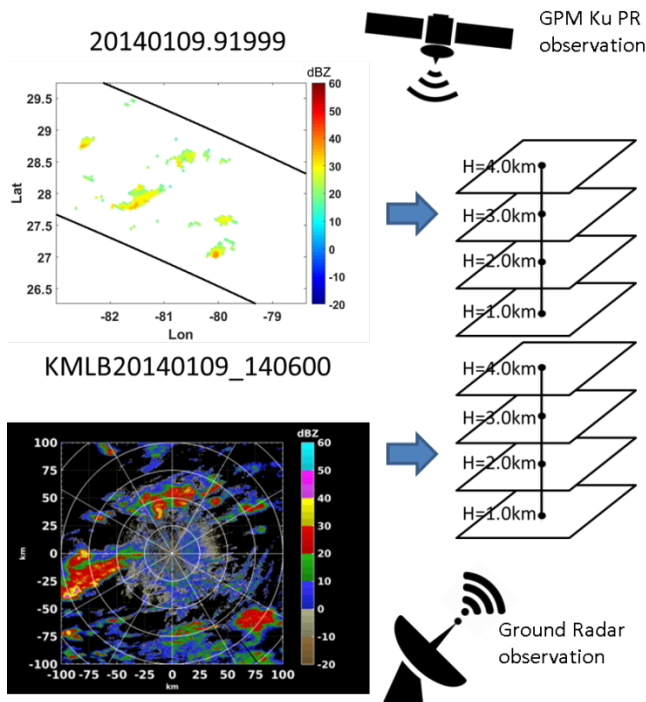 20140109.91999
GPM Ku PR
observation
dBZ
60
50
40
30
20
10
0
-10
-20
29.5
29
28.5
28
27.5
27
26.5
Lat
-82
-81
-80
-79
Lon
H=4.0km
H=3.0km
H=2.0km
H=1.0km
KMLB20140109_140600
H=4.0km
H=3.0km
H=2.0km
H=1.0km
dBZ
60
50
40
30
20
10
0
-10
-20
100
75
50
25
0
-25
-50
-75
-100
km
-100
-75
-50
-25
0
25
50
75
100
km
Ground Radar
observation